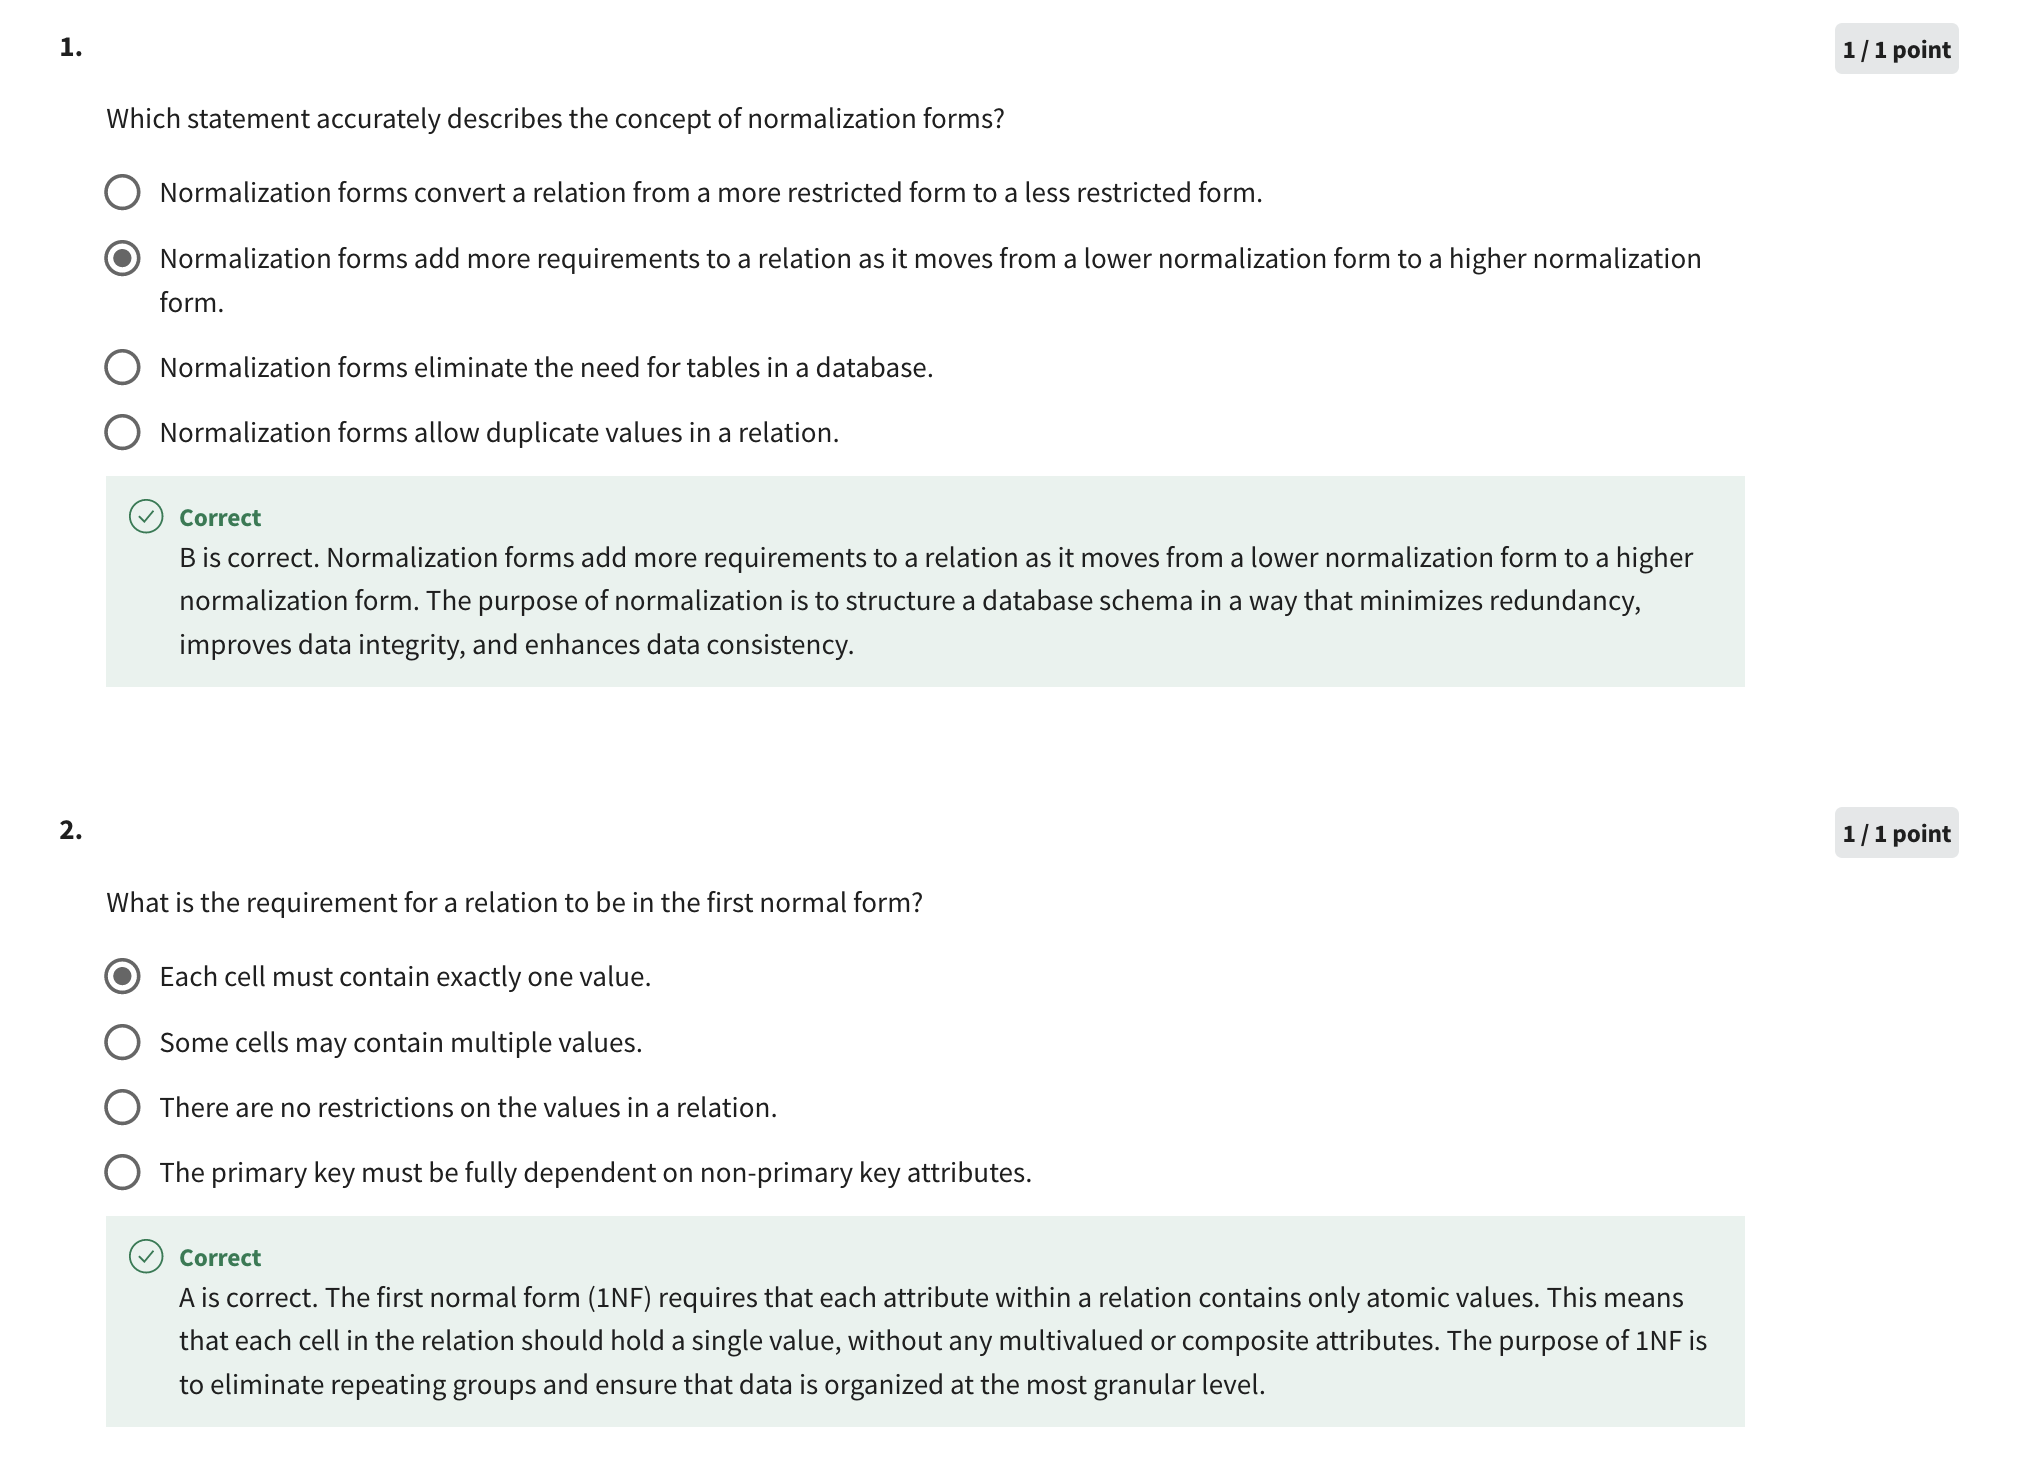 1.
1 / 1 point
Which statement accurately describes the concept of normalization forms?
Normalization forms convert a relation from a more restricted form to a less restricted form.
Normalization forms add more requirements to a relation as it moves from a lower normalization form to a higher normalization
form.
Normalization forms eliminate the need for tables in a database.
Normalization forms allow duplicate values in a relation.
Correct
B is correct. Normalization forms add more requirements to a relation as it moves from a lower normalization form to a higher
normalization form. The purpose of normalization is to structure a database schema in a way that minimizes redundancy,
improves data integrity, and enhances data consistency.
2.
1 / 1 point
What is the requirement for a relation to be in the first normal form?
Each cell must contain exactly one value.
Some cells may contain multiple values.
There are no restrictions on the values in a relation.
The primary key must be fully dependent on non-primary key attributes.
Correct
A is correct. The first normal form (1NF) requires that each attribute within a relation contains only atomic values. This means
that each cell in the relation should hold a single value, without any multivalued or composite attributes. The purpose of 1NF is
to eliminate repeating groups and ensure that data is organized at the most granular level.